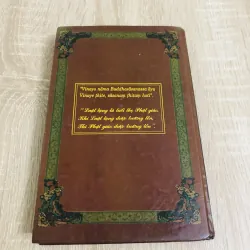 "Vinayo nāma Buddhasāsanassa āyu
Vinaye ṭhite, sāsanaṃ ṭhitaṃ hoti".
"Luật tạng là tuổi thọ Phật giáo,
Khi Luật tạng được trường tồn,
Thì Phật giáo được trường tồn".